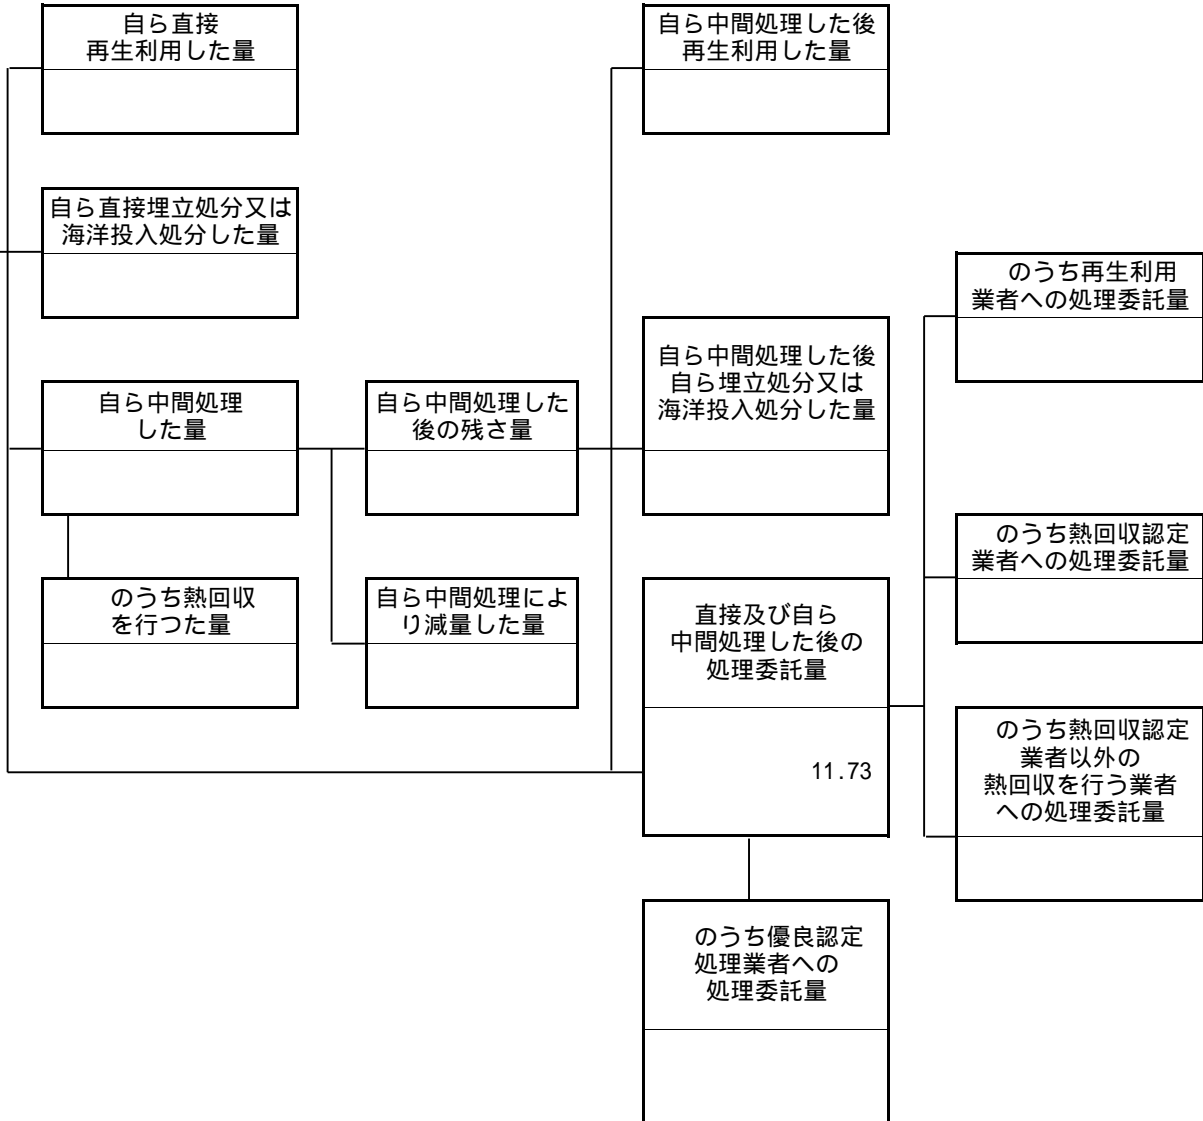 自ら直接
再生利用した量
自ら中間処理した後
再生利用した量
自ら直接埋立処分又は
海洋投入処分した量
のうち再生利用
業者への処理委託量
自ら中間処理した後
自ら埋立処分又は
海洋投入処分した量
自ら中間処理
した量
自ら中間処理した
後の残さ量
のうち熱回収認定
業者への処理委託量
のうち熱回収
を行つた量
自ら中間処理によ
り減量した量
直接及び自ら
中間処理した後の
処理委託量
11.73
のうち熱回収認定
業者以外の
熱回収を行う業者
への処理委託量
のうち優良認定
処理業者への
処理委託量